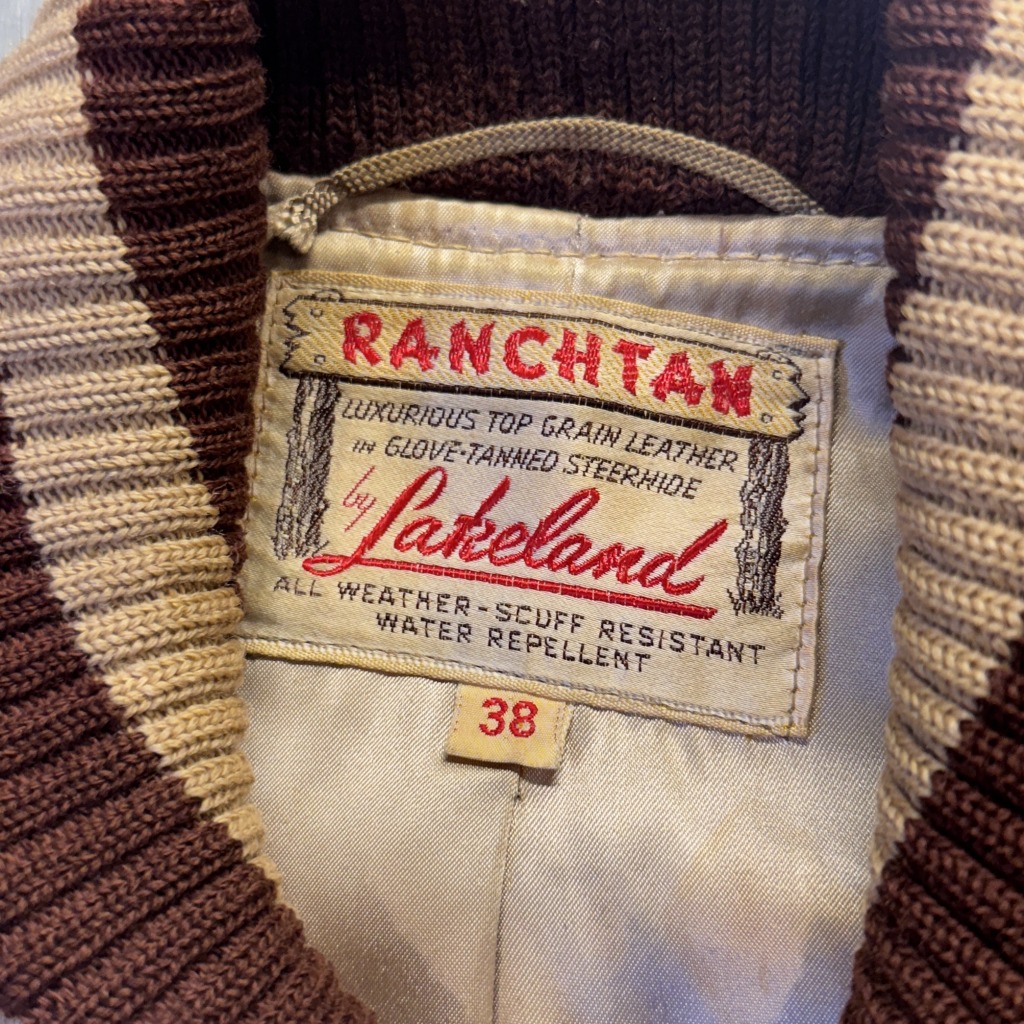 RANCHTAN
LUXURIOUS TOP GRAIN LEATHER
IN GLOVE-TANNED STEERHIDE
by Lakeland
ALL WEATHER-SCUFF RESISTANT
WATER REPELLENT
38